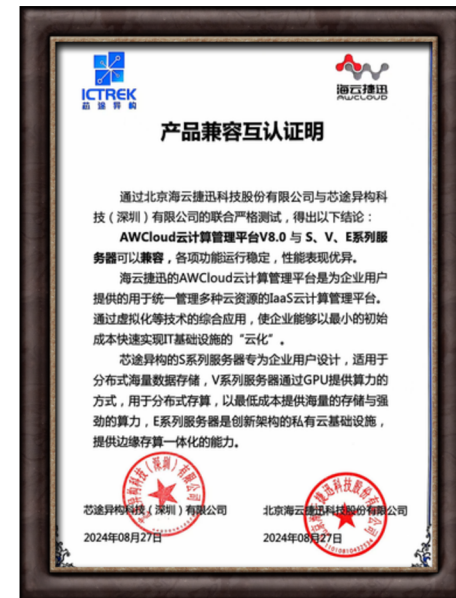 ICTREK
芯途异构
海云捷迅
AWCLOUD
产品兼容互认证明
通过北京海云捷迅科技股份有限公司与芯途异构科
技（深圳）有限公司的联合严格测试，得出以下结论：
AWCloud云计算管理平台V8.0 与 S、V、E系列服
务器可以兼容，各项功能运行稳定，性能表现优异。
海云捷迅的AWCloud云计算管理平台是为企业用户
提供的用于统一管理多种云资源的IaaS云计算管理平台。
通过虚拟化等技术的综合应用，使企业能够以最小的初始
成本快速实现IT基础设施的“云化”。
芯途异构的S系列服务器专为企业用户设计，适用于
分布式海量数据存储，V系列服务器通过GPU提供算力的
方式，用于分布式存算，以最低成本提供海量的存储与强
劲的算力，E系列服务器是创新架构的私有云基础设施，
提供边缘存算一体化的能力。
芯途异构科技（深圳）有限公司
北京海云捷迅科技股份有限公司
2024年08月27日
2024年08月27日